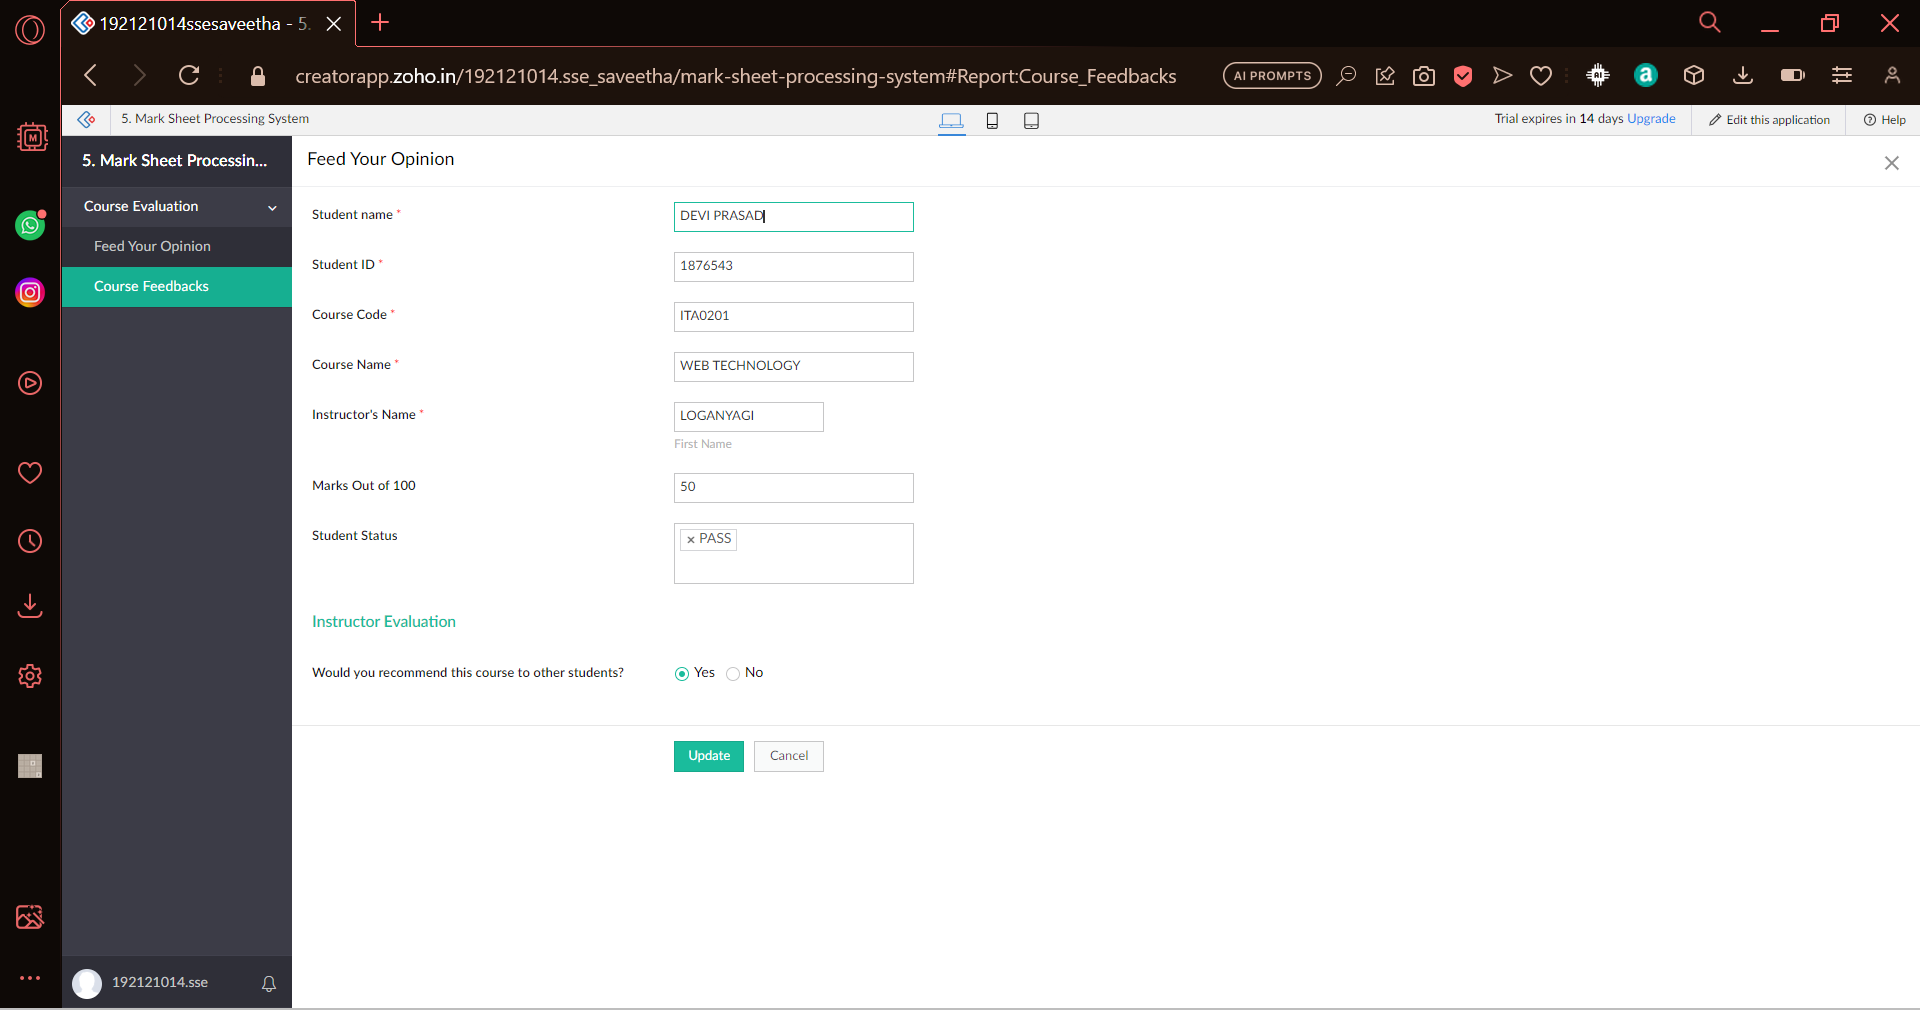 192121014ssesaveetha - 5.
creatorapp.zoho.in/192121014.sse_saveetha/mark-sheet-processing-system#Report:Course_Feedbacks
AI PROMPTS
5. Mark Sheet Processing System
Trial expires in 14 days Upgrade
Edit this application
Help
5. Mark Sheet Processin...
Course Evaluation
Feed Your Opinion
Course Feedbacks
Feed Your Opinion
Student name *
DEVI PRASAD
Student ID *
1876543
Course Code *
ITA0201
Course Name *
WEB TECHNOLOGY
Instructor's Name *
LOGANYAGI
First Name
Marks Out of 100
50
Student Status
× PASS
Instructor Evaluation
Would you recommend this course to other students?
Yes No
Update Cancel
192121014.sse